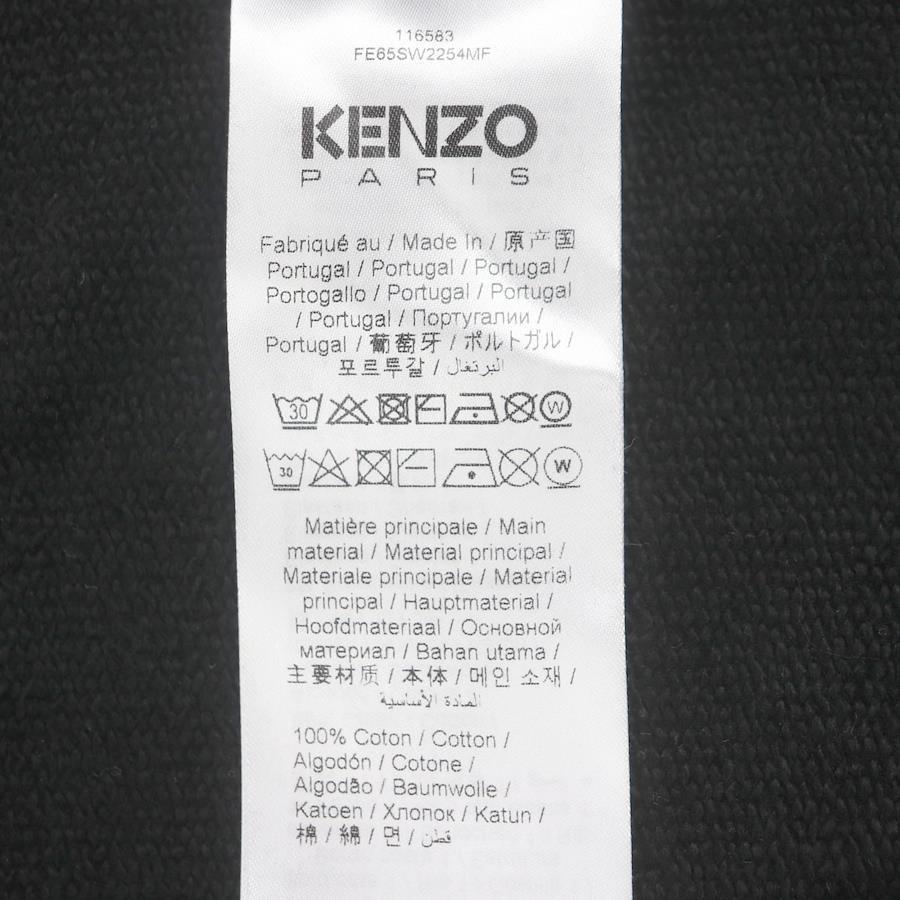 116583
FE65SW2254MF
KENZO
PARIS
Fabriqué au / Made In / 原产国
Portugal / Portugal / Portugal /
Portogallo / Portugal / Portugal
/ Portugal / Португалии /
Portugal / 葡萄牙 / ポルトガル /
포르투갈 / البرتغال
30 W
30 W
Matière principale / Main
material / Material principal /
Materiale principale / Material
principal / Hauptmaterial /
Hoofdmateriaal / Основной
материал / Bahan utama /
主要材质 / 本体 / 메인 소재 /
المادة الأساسية
100% Coton / Cotton /
Algodón / Cotone /
Algodão / Baumwolle /
Katoen / Хлопок / Katun /
棉 / 綿 / 면 / قطن